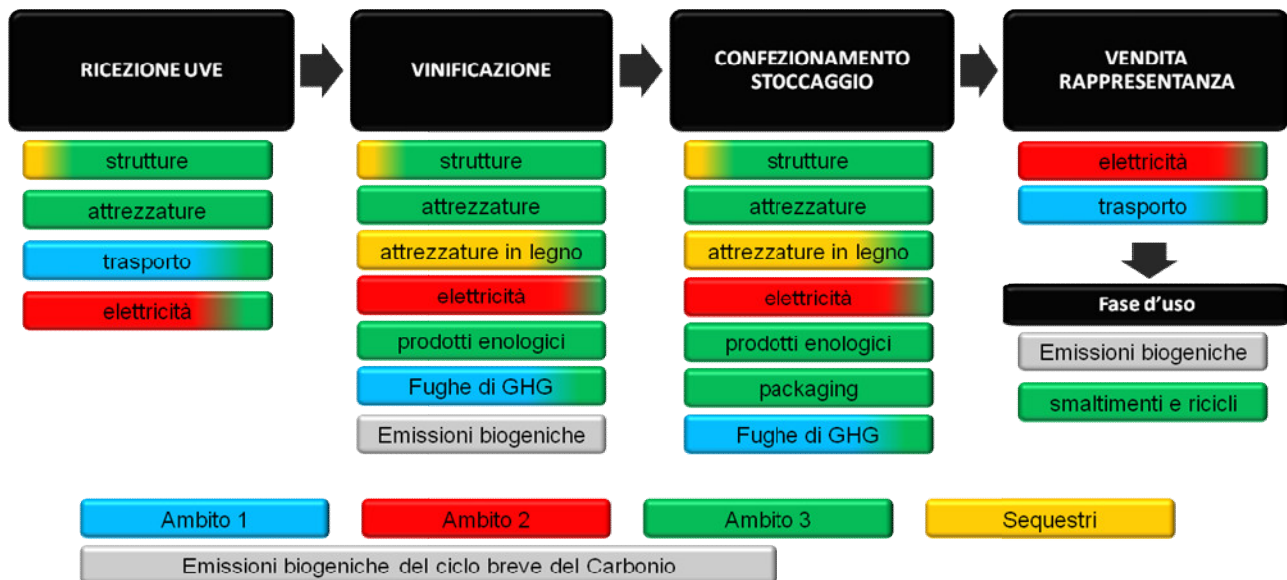 RICEZIONE UVE
strutture
attrezzature
trasporto
elettricità
VINIFICAZIONE
strutture
attrezzature
attrezzature in legno
elettricità
prodotti enologici
Fughe di GHG
Emissioni biogeniche
CONFEZIONAMENTO
STOCCAGGIO
strutture
attrezzature
attrezzature in legno
elettricità
prodotti enologici
packaging
Fughe di GHG
VENDITA
RAPPRESENTANZA
elettricità
trasporto
Fase d'uso
Emissioni biogeniche
smaltimenti e ricicli
Ambito 1
Ambito 2
Ambito 3
Sequestri
Emissioni biogeniche del ciclo breve del Carbonio